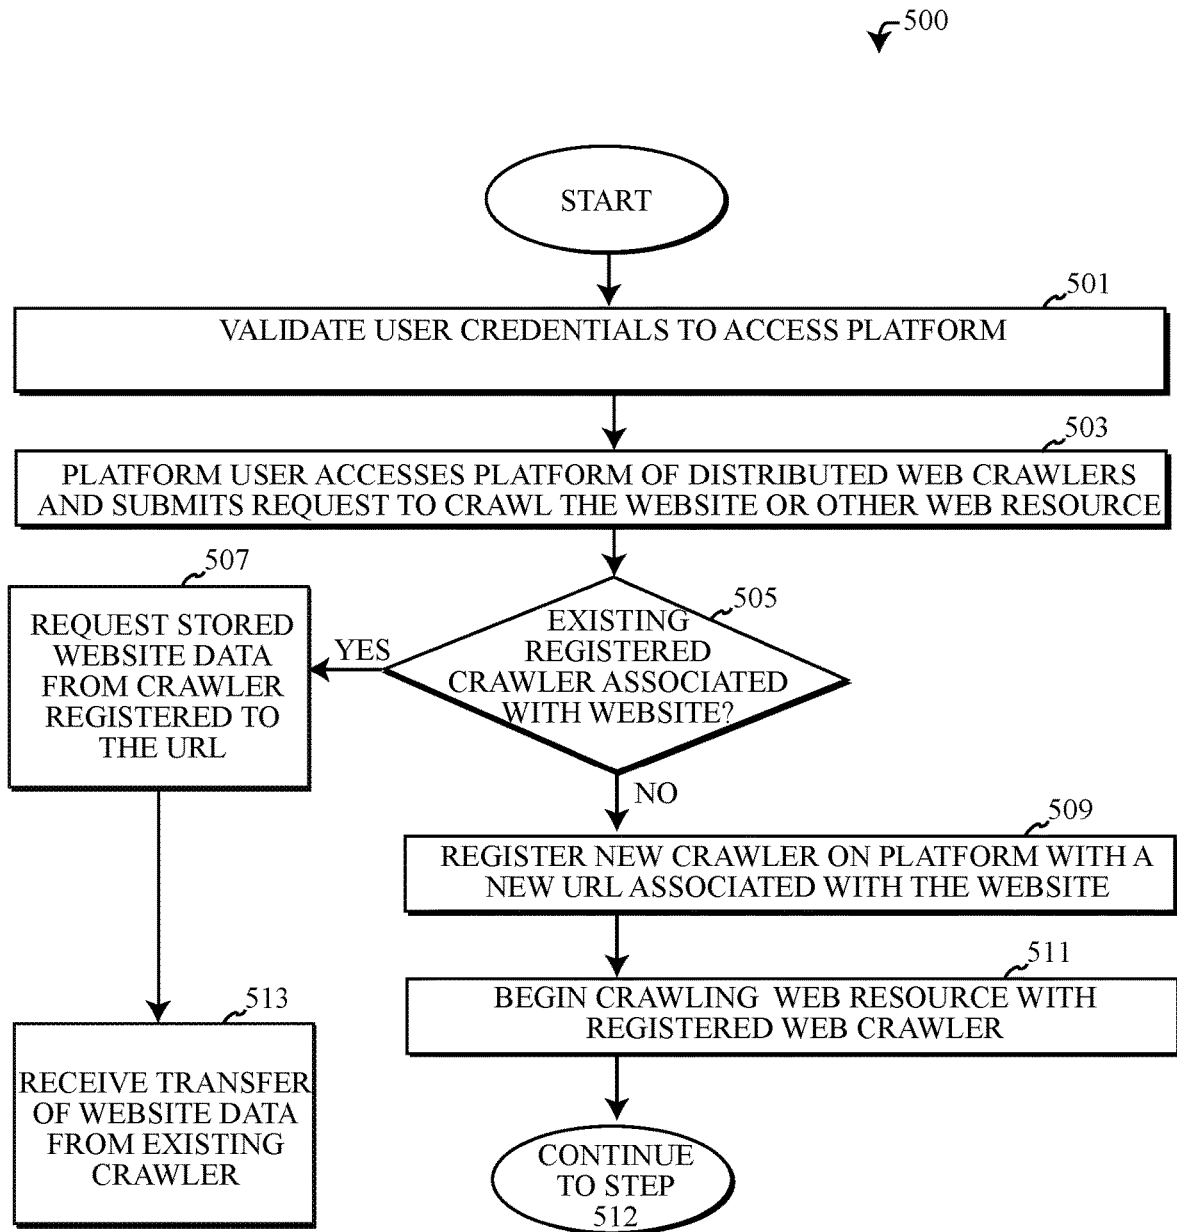 500
START
501
VALIDATE USER CREDENTIALS TO ACCESS PLATFORM
503
PLATFORM USER ACCESSES PLATFORM OF DISTRIBUTED WEB CRAWLERS
AND SUBMITS REQUEST TO CRAWL THE WEBSITE OR OTHER WEB RESOURCE
505
EXISTING
REGISTERED
CRAWLER ASSOCIATED
WITH WEBSITE?
YES
507
REQUEST STORED
WEBSITE DATA
FROM CRAWLER
REGISTERED TO
THE URL
NO
509
REGISTER NEW CRAWLER ON PLATFORM WITH A
NEW URL ASSOCIATED WITH THE WEBSITE
511
BEGIN CRAWLING WEB RESOURCE WITH
REGISTERED WEB CRAWLER
513
RECEIVE TRANSFER
OF WEBSITE DATA
FROM EXISTING
CRAWLER
CONTINUE
TO STEP
512